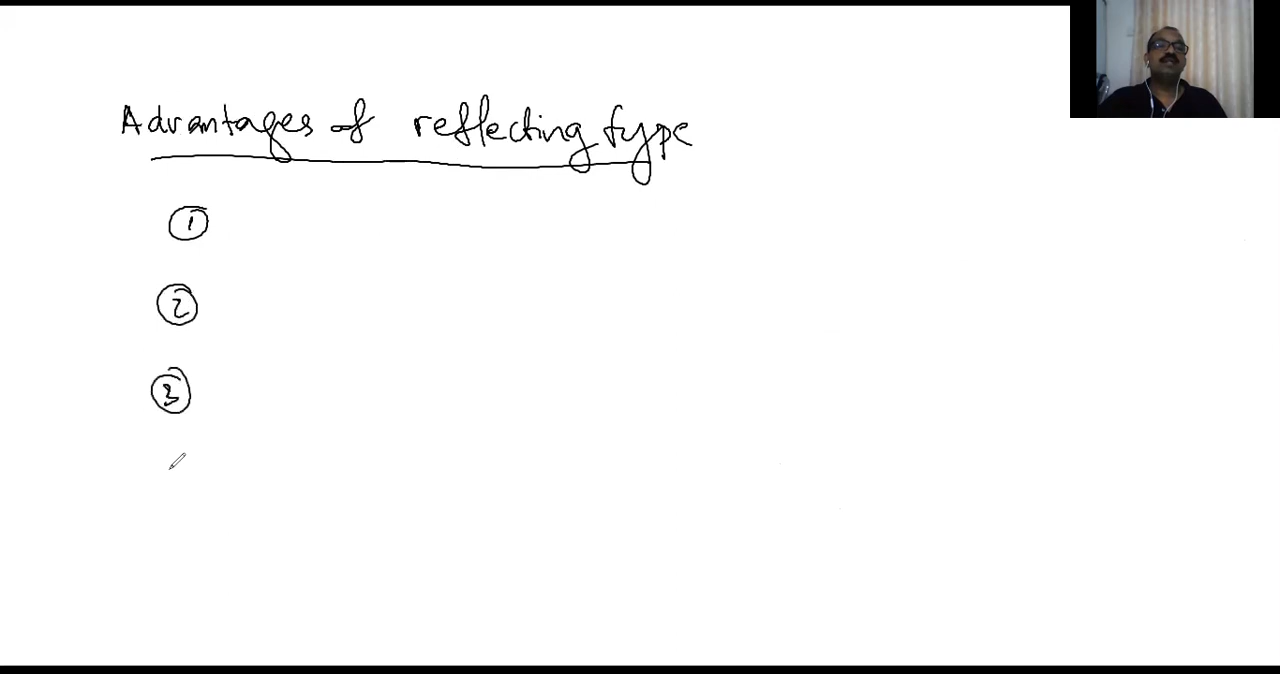 Advantages of reflecting type
①
②
③